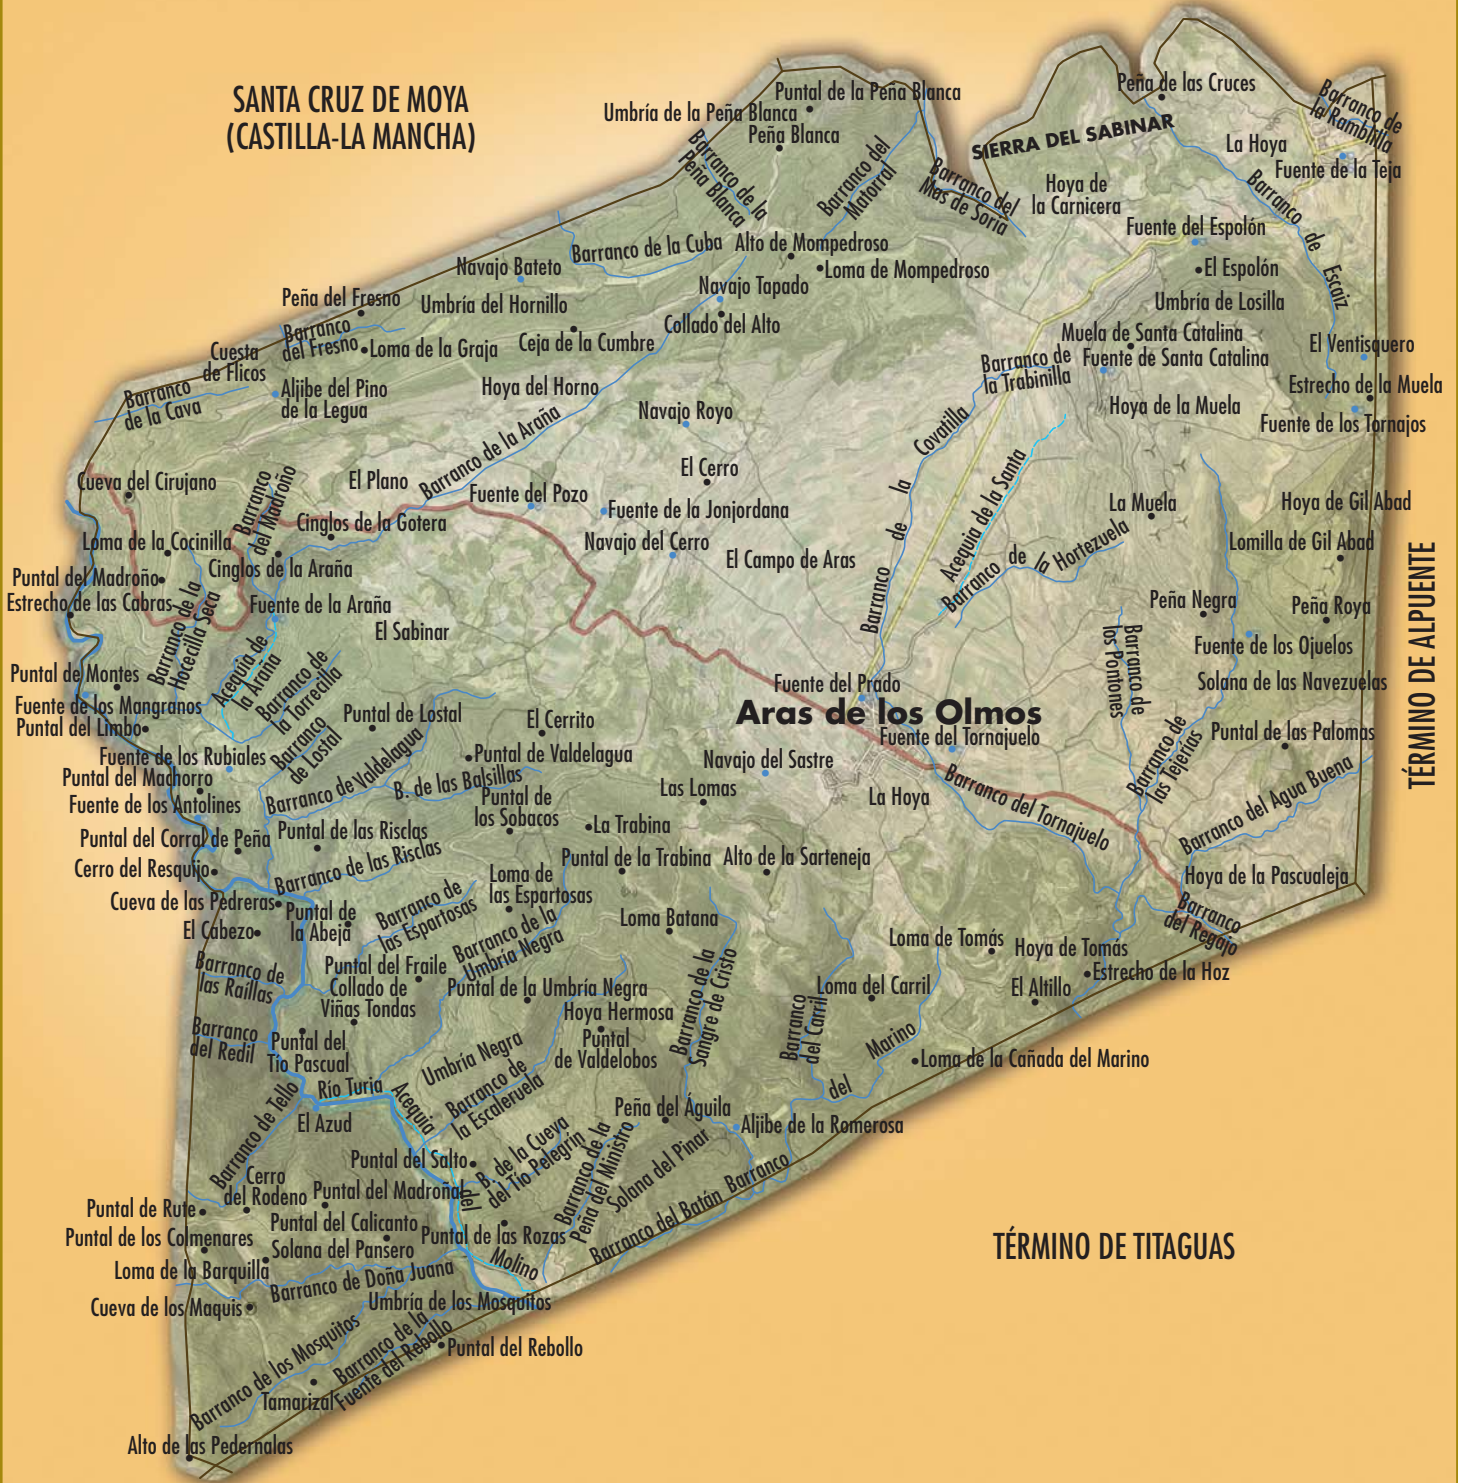 SANTA CRUZ DE MOYA
(CASTILLA-LA MANCHA)
Puntal de la Peña Blanca
Umbría de la Peña Blanca
Peña Blanca
Barranco de la
Peña Blanca
Barranco del
Matorral
Barranco del
Mas de Soria
SIERRA DEL SABINAR
Peña de las Cruces
Barranco de
la Ramblilla
La Hoya
Fuente de la Teja
Hoya de
la Carnicera
Barranco de Escaiz
Fuente del Espolón
El Espolón
Umbría de Losilla
Barranco de la Cuba
Alto de Mompedroso
Loma de Mompedroso
Navajo Bateto
Navajo Tapado
Peña del Fresno
Umbría del Hornillo
Collado del Alto
Barranco
del Fresno
Loma de la Graja
Ceja de la Cumbre
Cuesta
de Flicos
Barranco
de la Cava
Aljibe del Pino
de la Legua
Hoya del Horno
Navajo Royo
Barranco de la Araña
Muela de Santa Catalina
Fuente de Santa Catalina
Barranco de
la Trabinilla
El Ventisquero
Estrecho de la Muela
Hoya de la Muela
Fuente de los Tornajos
Barranco de la Covatilla
Acequia de la Santa
Cueva del Cirujano
Barranco
del Madroño
El Plano
El Cerro
Fuente del Pozo
Fuente de la Jonjordana
Cinglos de la Gotera
Navajo del Cerro
El Campo de Aras
La Muela
Hoya de Gil Abad
Lomilla de Gil Abad
Barranco de la Hortezuela
Loma de la Cocinilla
Cinglos de la Araña
Puntal del Madroño
Estrecho de las Cabras
Barranco de la
Hocecilla Seca
Fuente de la Araña
El Sabinar
Peña Negra
Peña Roya
Fuente de los Ojuelos
Barranco de
los Pontones
Solana de las Navezuelas
TÉRMINO DE ALPUENTE
Puntal de Montes
Fuente de los Mangranos
Puntal del Limbo
Acequia de
la Araña
Barranco de
la Torrecilla
Puntal de Lostal
El Cerrito
Fuente del Prado
Aras de los Olmos
Fuente del Tornajuelo
Barranco de
las Tejerías
Puntal de las Palomas
Barranco del Agua Buena
Fuente de los Rubiales
Barranco
de Lostal
Puntal de Valdelagua
Navajo del Sastre
Puntal del Machorro
Barranco de Valdelagua
B. de las Balsillas
Las Lomas
La Hoya
Barranco del Tornajuelo
Fuente de los Antolines
Puntal de
los Sobacos
La Trabina
Puntal del Corral de Peña
Puntal de las Risclas
Puntal de la Trabina
Alto de la Sarteneja
Cerro del Resquijo
Barranco de las Risclas
Loma de
las Espartosas
Hoya de la Pascualeja
Cueva de las Pedreras
Puntal de
la Abeja
Barranco de
las Espartosas
Barranco de la
Umbría Negra
Loma Batana
Barranco
del Regajo
El Cabezo
Loma de Tomás
Hoya de Tomás
Estrecho de la Hoz
El Altillo
Barranco de
las Raíllas
Puntal del Fraile
Collado de
Viñas Tondas
Puntal de la Umbría Negra
Hoya Hermosa
Barranco de la
Sangre de Cristo
Loma del Carril
Barranco
del Carril
Barranco
del Redil
Puntal del
Tío Pascual
Umbría Negra
Puntal
de Valdelobos
Loma de la Cañada del Marino
Barranco del Marino
Barranco de Tello
Río Turia
Acequia del Molino
Barranco de
la Escaleruela
El Azud
Peña del Águila
Aljibe de la Romerosa
Puntal del Salto
B. de la Cueva
del Tío Pelegrín
Barranco de la
Peña del Ministro
Solana del Pinar
Barranco del Batán
Cerro
del Rodeno
Puntal del Madroñal
Puntal de Rute
Puntal del Calicanto
Puntal de las Rozas
Puntal de los Colmenares
Solana del Pansero
Loma de la Barquilla
Barranco de Doña Juana
TÉRMINO DE TITAGUAS
Cueva de los Maquis
Umbría de los Mosquitos
Barranco de los Mosquitos
Barranco de la
Fuente del Rebollo
Puntal del Rebollo
Tamarizal
Alto de las Pedernalas